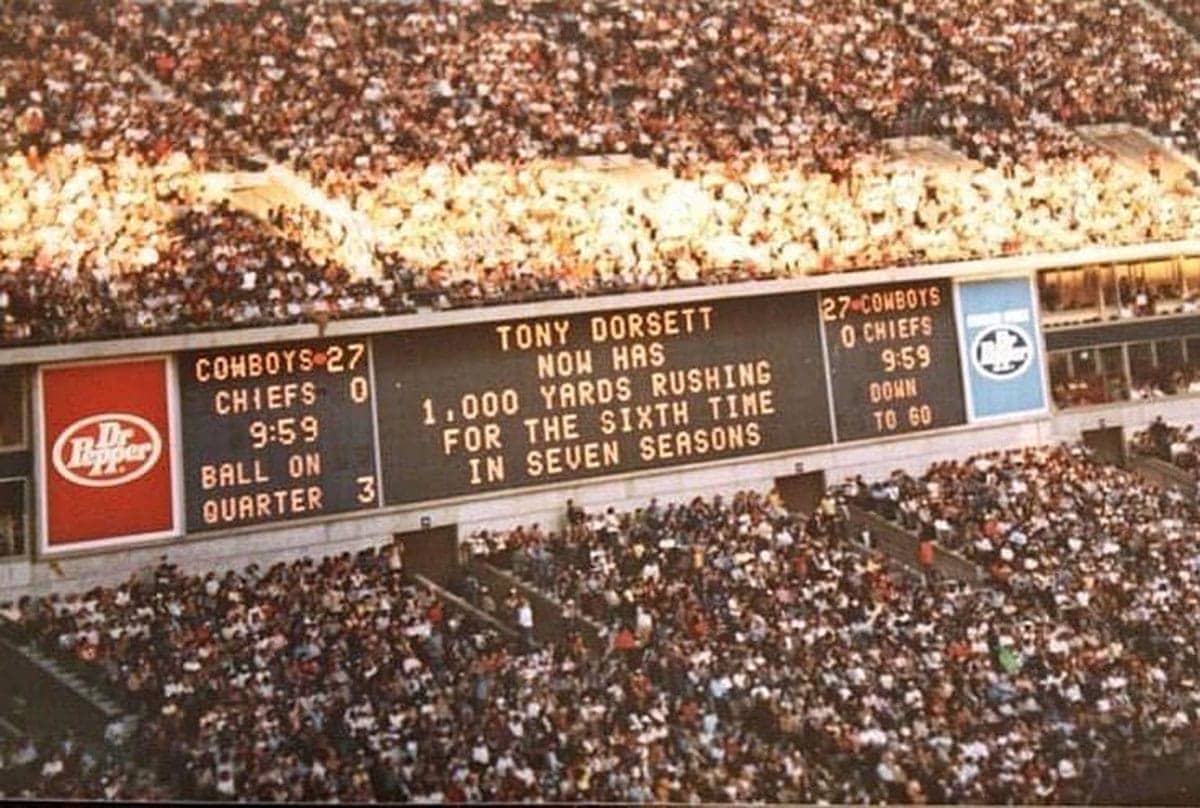 Dr
Pepper
COWBOYS 27
CHIEFS 0
9:59
BALL ON
QUARTER 3
TONY DORSETT
NOW HAS
1,000 YARDS RUSHING
FOR THE SIXTH TIME
IN SEVEN SEASONS
27 COWBOYS
0 CHIEFS
9:59
DOWN
TO GO
Dr
Pepper